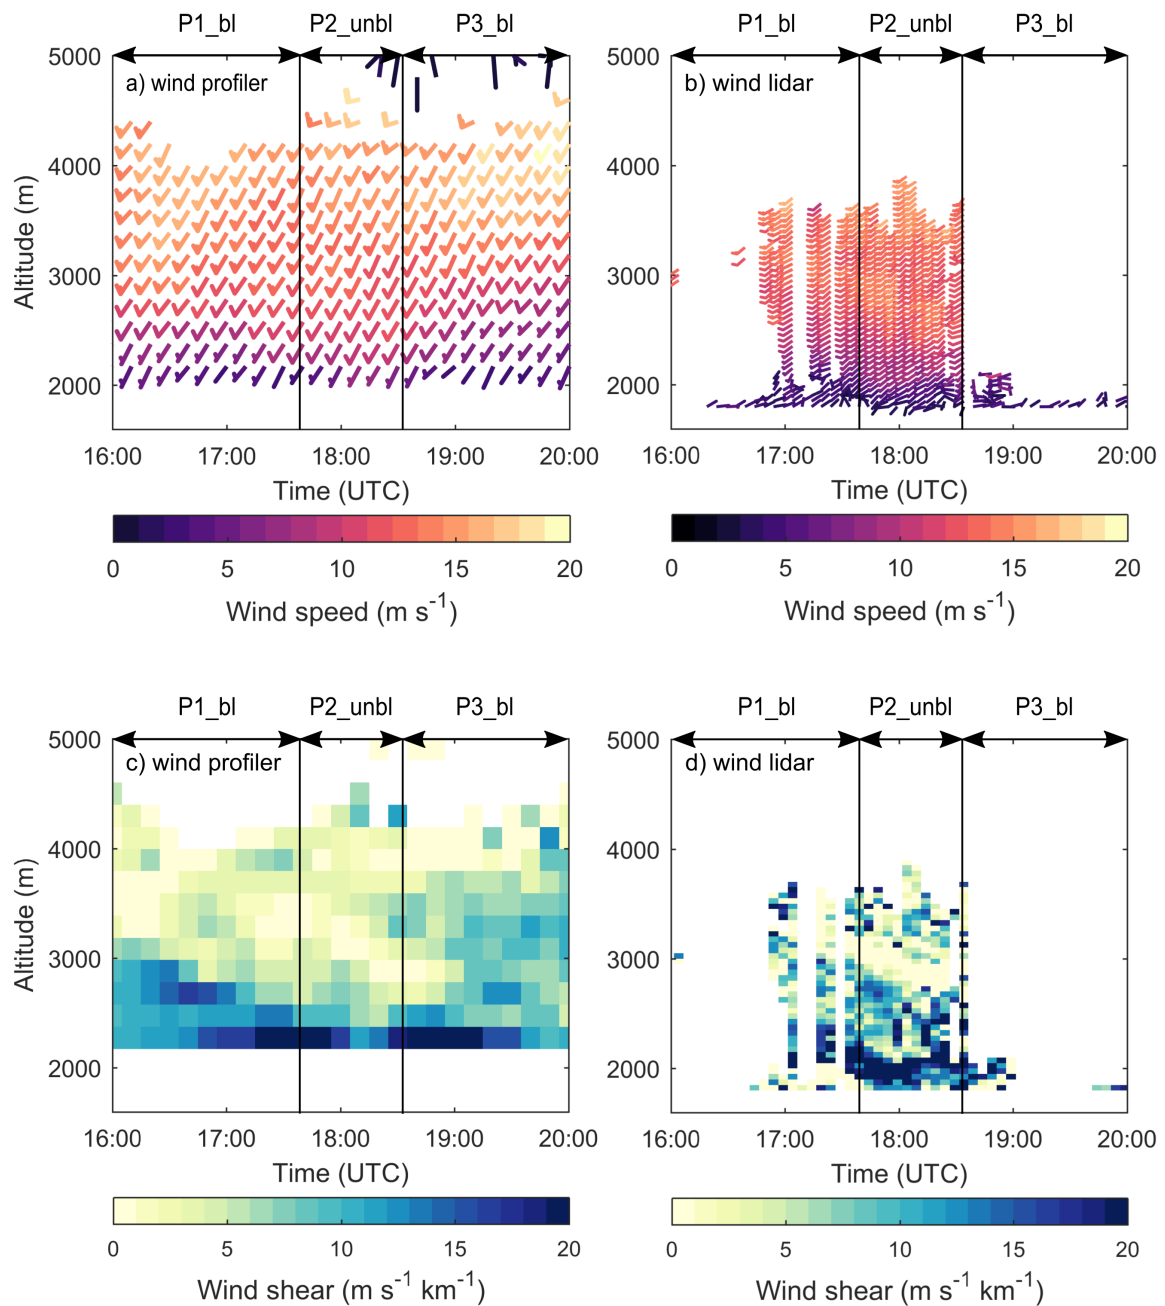 P1_bl P2_unbl P3_bl
a) wind profiler
5000
4000
3000
2000
Altitude (m)
16:00 17:00 18:00 19:00 20:00
Time (UTC)
0 5 10 15 20
Wind speed (m s-1)
P1_bl P2_unbl P3_bl
b) wind lidar
5000
4000
3000
2000
16:00 17:00 18:00 19:00 20:00
Time (UTC)
0 5 10 15 20
Wind speed (m s-1)
P1_bl P2_unbl P3_bl
c) wind profiler
5000
4000
3000
2000
Altitude (m)
16:00 17:00 18:00 19:00 20:00
Time (UTC)
0 5 10 15 20
Wind shear (m s-1 km-1)
P1_bl P2_unbl P3_bl
d) wind lidar
5000
4000
3000
2000
16:00 17:00 18:00 19:00 20:00
Time (UTC)
0 5 10 15 20
Wind shear (m s-1 km-1)